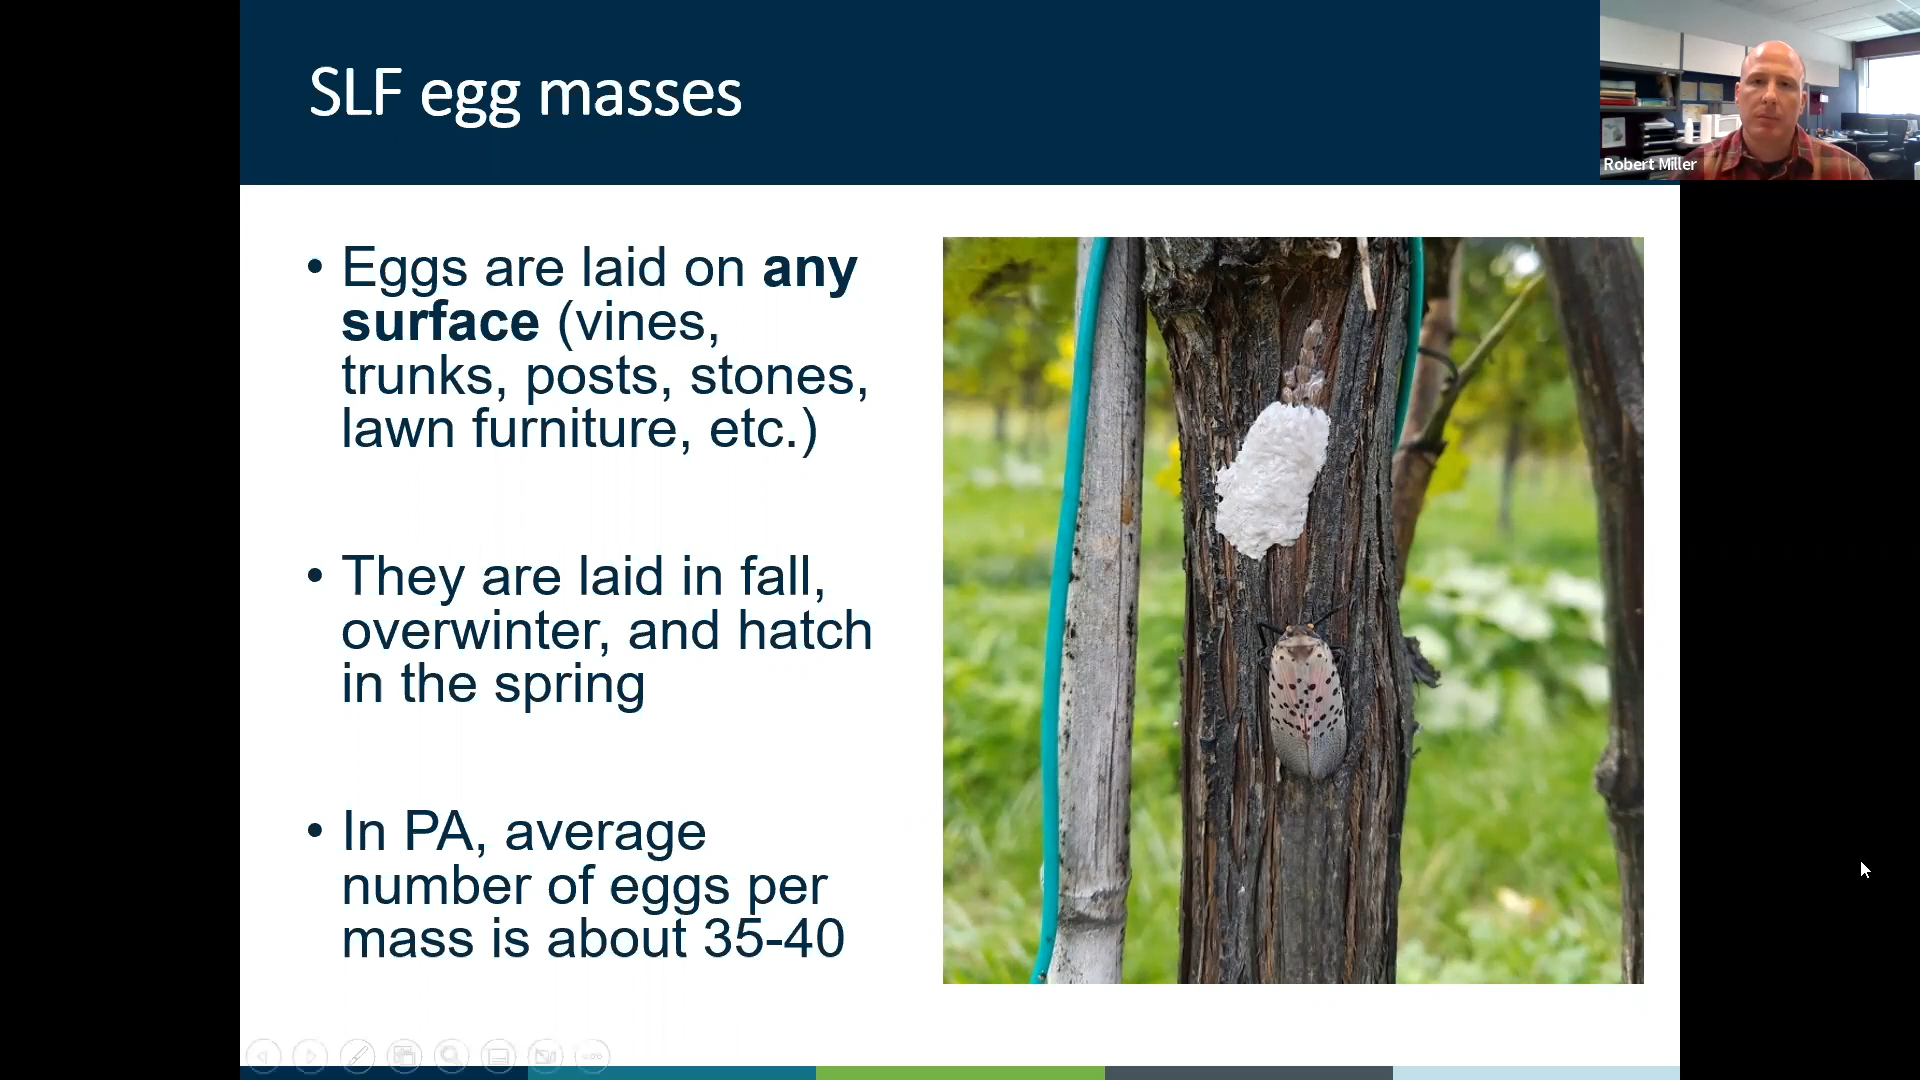 SLF egg masses
Robert Miller
• Eggs are laid on any
surface (vines,
trunks, posts, stones,
lawn furniture, etc.)
• They are laid in fall,
overwinter, and hatch
in the spring
• In PA, average
number of eggs per
mass is about 35-40